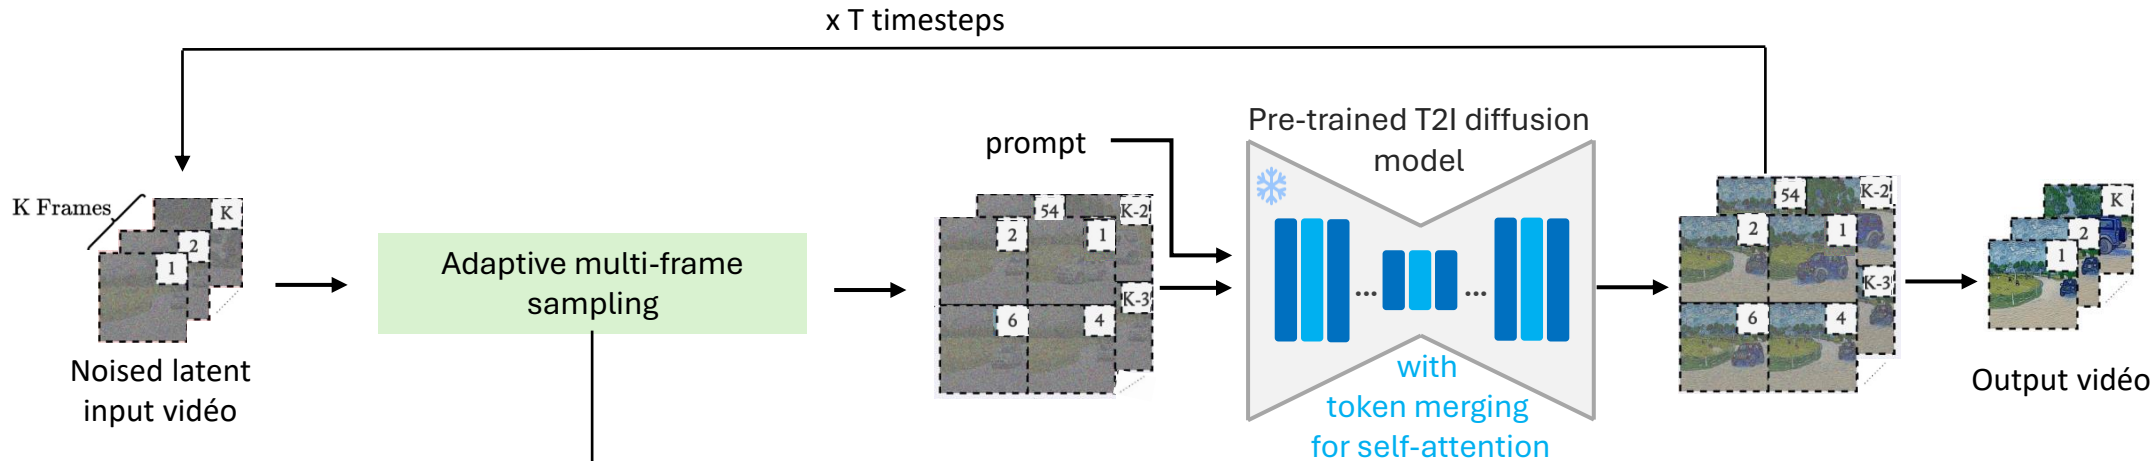 x T timesteps
K Frames
K
2
1
Noised latent
input vidéo
Adaptive multi-frame
sampling
prompt
54
K-2
2
1
K-3
6
4
Pre-trained T2I diffusion
model
...
...
with
token merging
for self-attention
54
K-2
2
1
K-3
6
4
K
2
1
Output vidéo